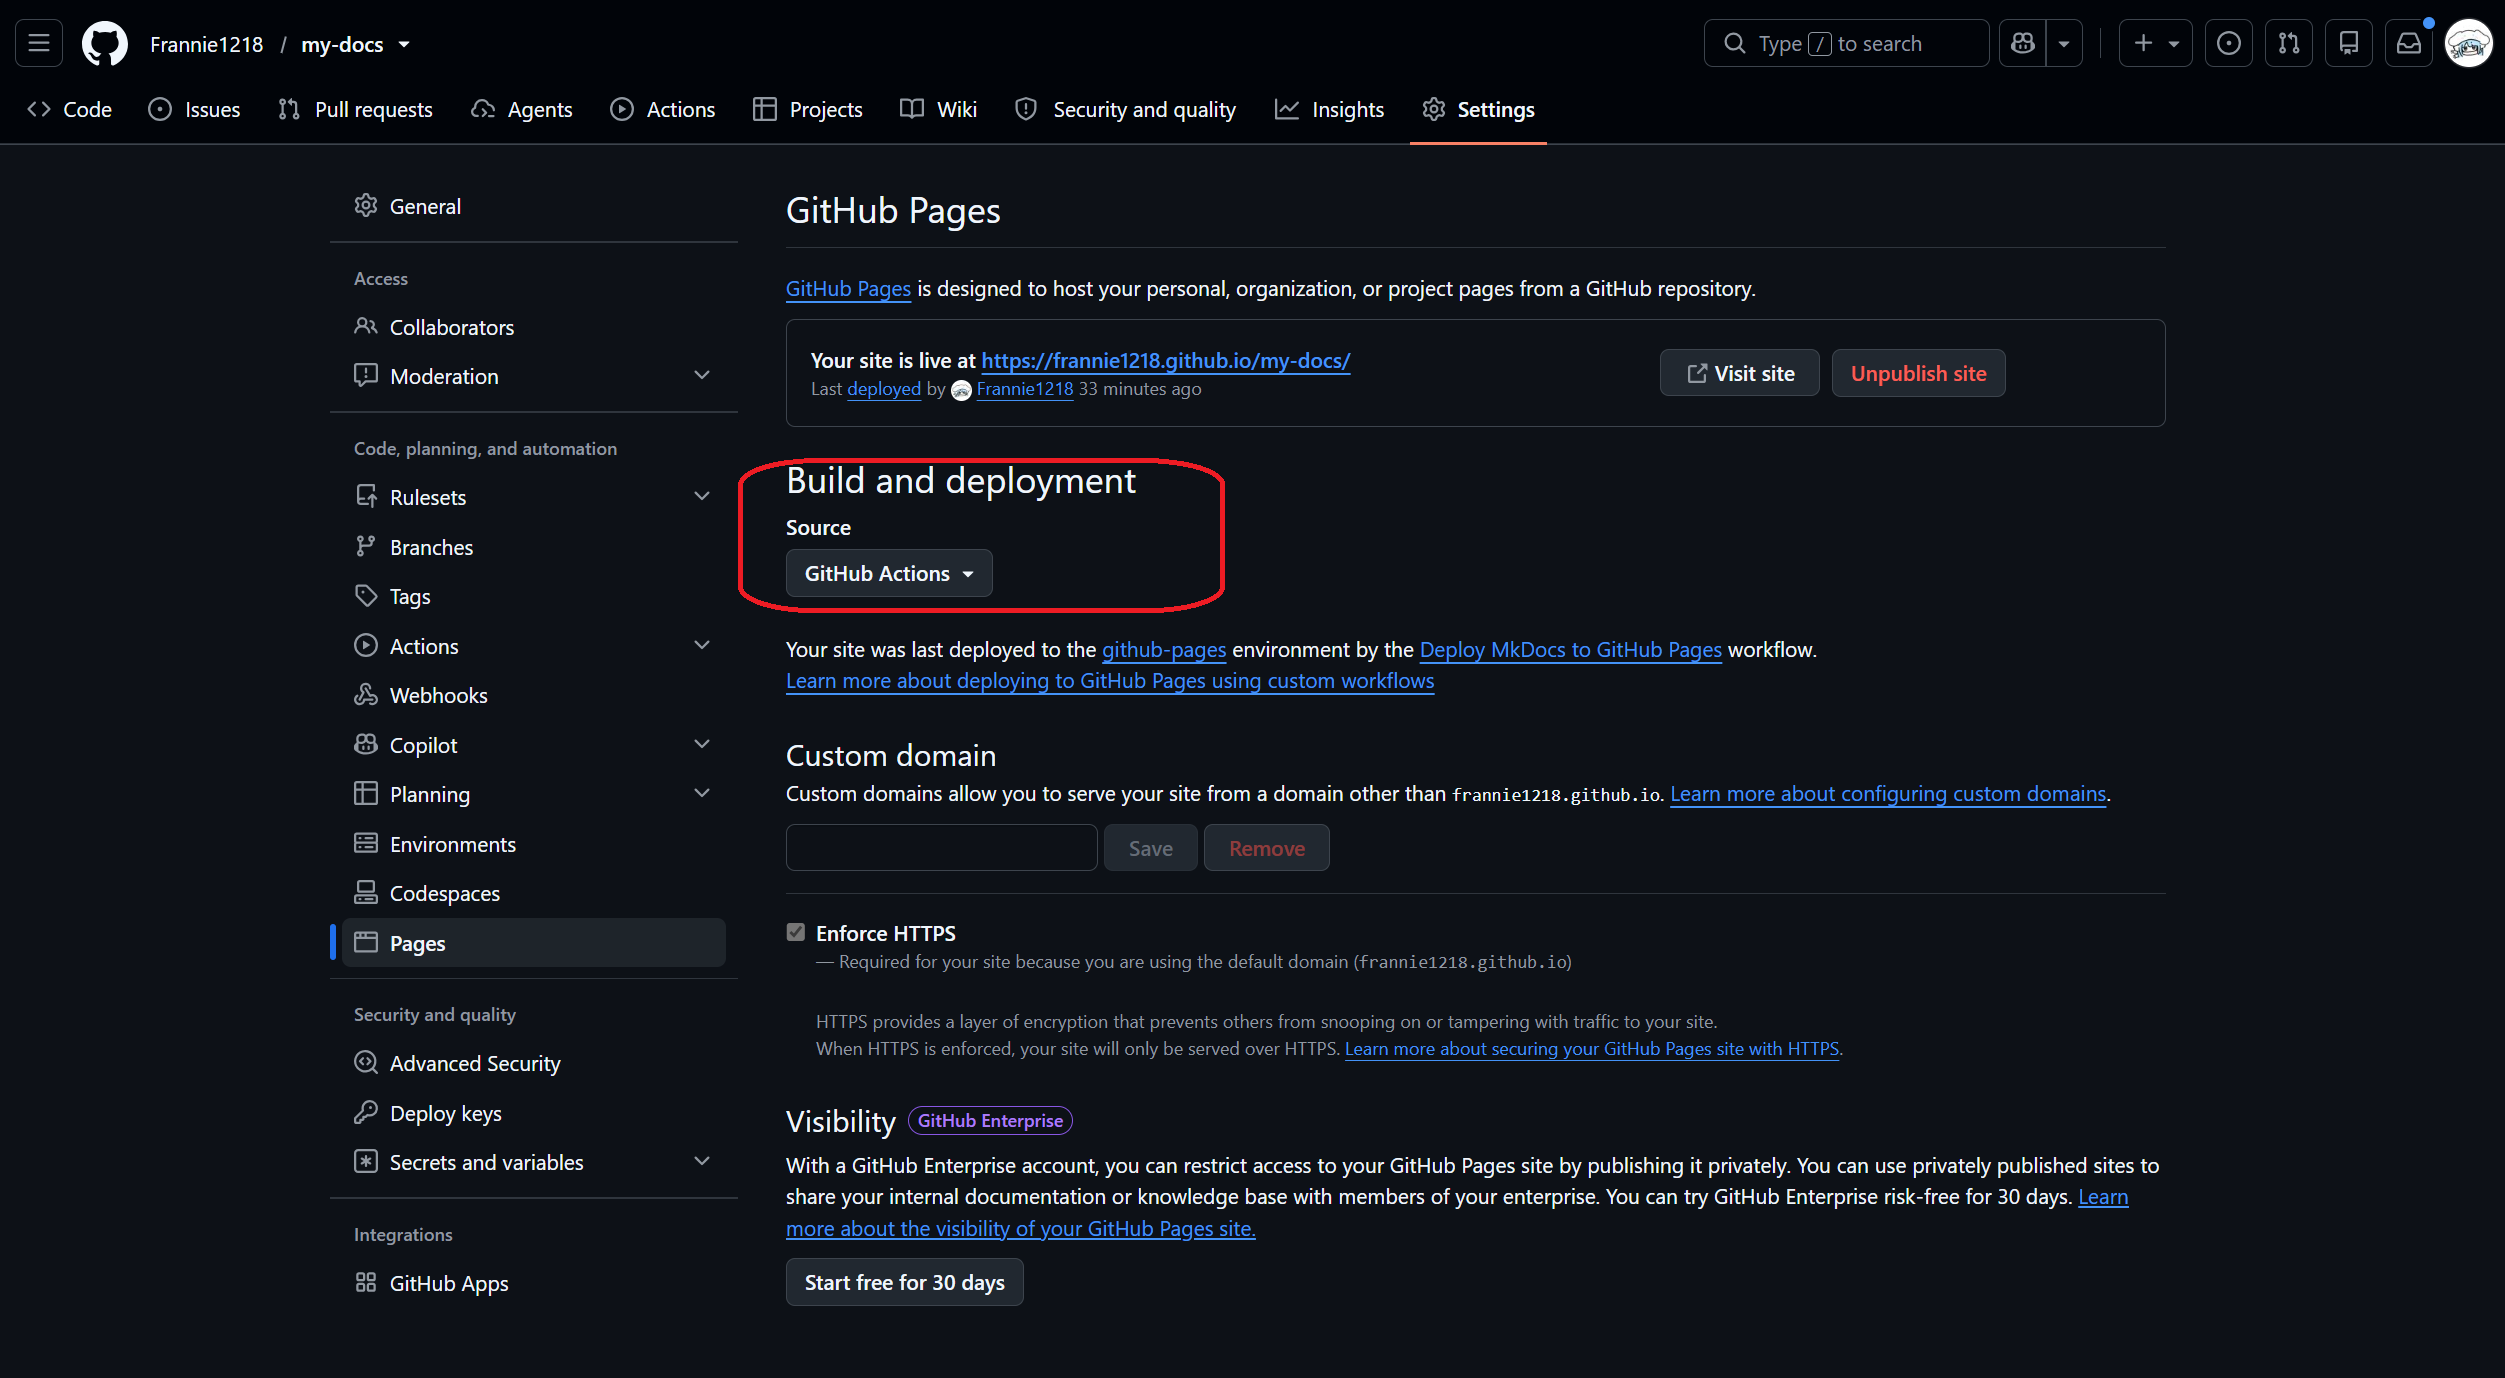 Frannie1218 / my-docs
Type / to search
Code Issues Pull requests Agents Actions Projects Wiki Security and quality Insights Settings
General
Access
Collaborators
Moderation
Code, planning, and automation
Rulesets
Branches
Tags
Actions
Webhooks
Copilot
Planning
Environments
Codespaces
Pages
Security and quality
Advanced Security
Deploy keys
Secrets and variables
Integrations
GitHub Apps
GitHub Pages
GitHub Pages is designed to host your personal, organization, or project pages from a GitHub repository.
Your site is live at https://frannie1218.github.io/my-docs/
Last deployed by Frannie1218 33 minutes ago
Visit site
Unpublish site
Build and deployment
Source
GitHub Actions
Your site was last deployed to the github-pages environment by the Deploy MkDocs to GitHub Pages workflow.
Learn more about deploying to GitHub Pages using custom workflows
Custom domain
Custom domains allow you to serve your site from a domain other than frannie1218.github.io. Learn more about configuring custom domains.
Save
Remove
Enforce HTTPS
— Required for your site because you are using the default domain (frannie1218.github.io)
HTTPS provides a layer of encryption that prevents others from snooping on or tampering with traffic to your site.
When HTTPS is enforced, your site will only be served over HTTPS. Learn more about securing your GitHub Pages site with HTTPS.
Visibility GitHub Enterprise
With a GitHub Enterprise account, you can restrict access to your GitHub Pages site by publishing it privately. You can use privately published sites to
share your internal documentation or knowledge base with members of your enterprise. You can try GitHub Enterprise risk-free for 30 days. Learn
more about the visibility of your GitHub Pages site.
Start free for 30 days